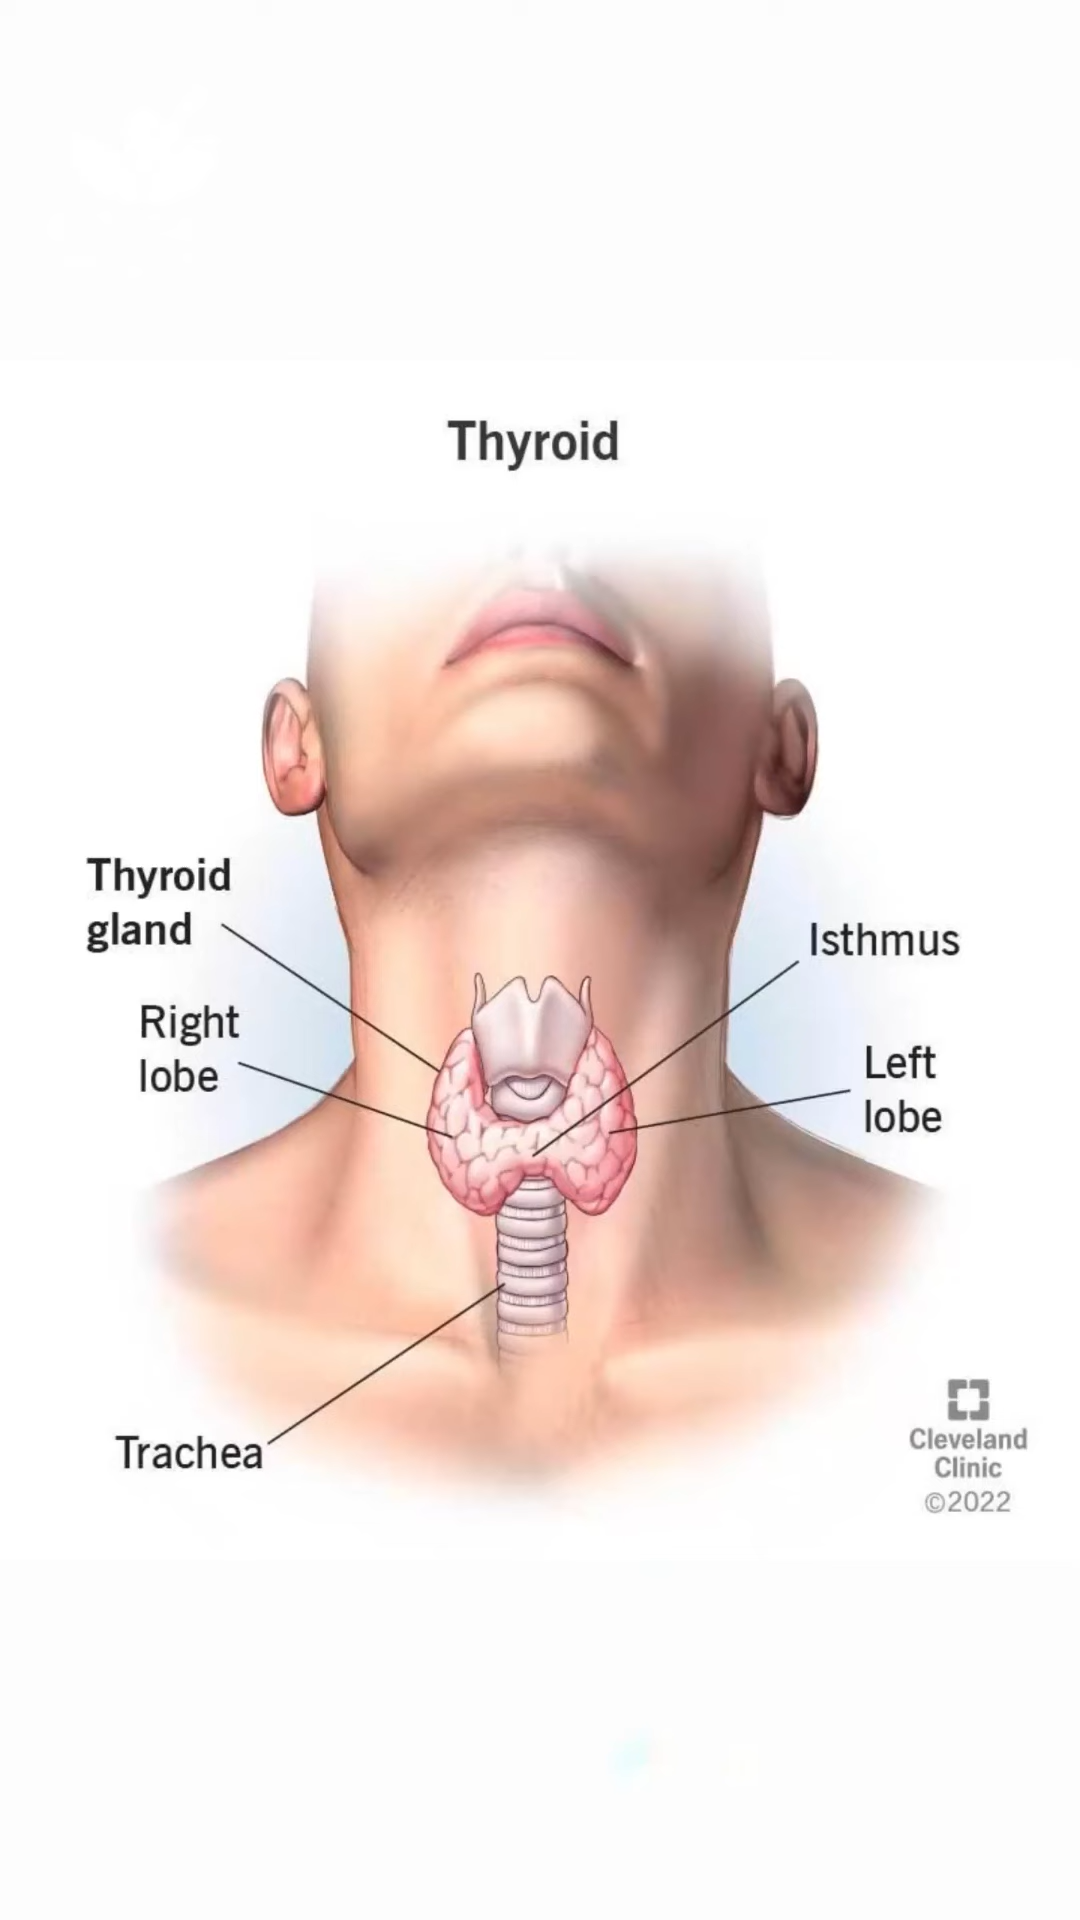 Thyroid
Thyroid
gland
Right
lobe
Isthmus
Left
lobe
Trachea
Cleveland
Clinic
©2022